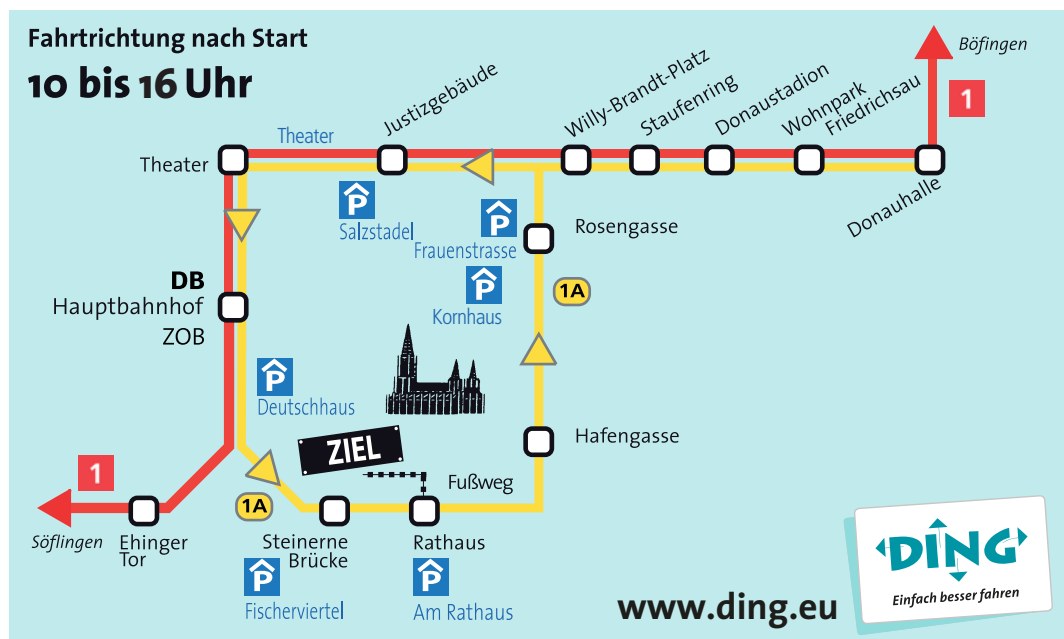 Fahrtrichtung nach Start
10 bis 16 Uhr
Böfingen
1
Justizgebäude
Willy-Brandt-Platz
Staufenring
Donaustadion
Wohnpark
Friedrichsau
Theater
Theater
Donauhalle
P
Salzstadel
P
Frauenstrasse
Rosengasse
P
Kornhaus
1A
DB
Hauptbahnhof
ZOB
P
Deutschhaus
ZIEL
Hafengasse
1
Fußweg
1A
Söflingen
Ehinger
Tor
Steinerne
Brücke
Rathaus
P
Fischerviertel
P
Am Rathaus
www.ding.eu
DING
Einfach besser fahren